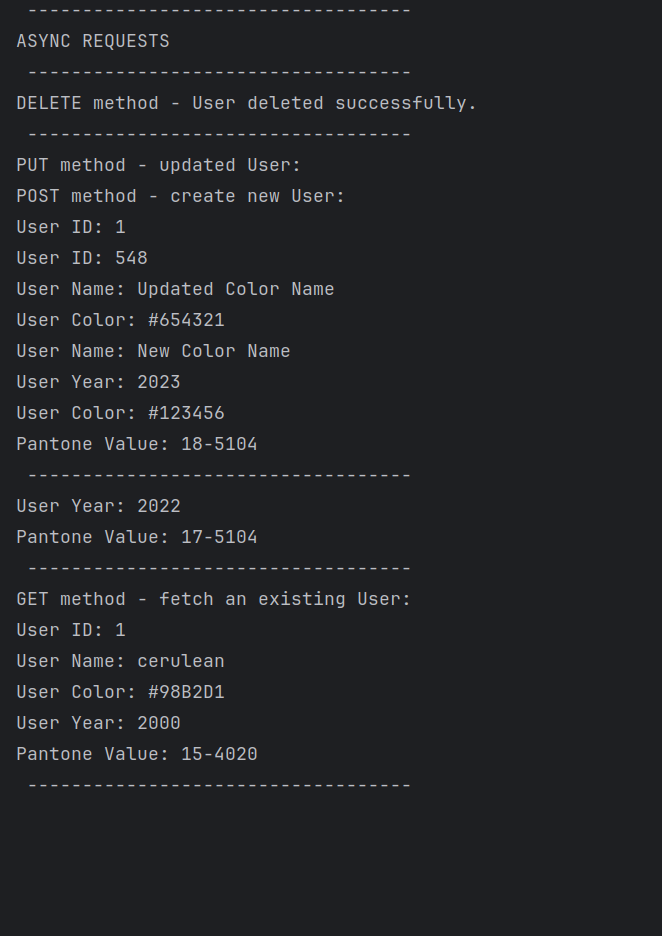 ----------------------------------
ASYNC REQUESTS
-----------------------------------
DELETE method - User deleted successfully.
-----------------------------------
PUT method - updated User:
POST method - create new User:
User ID: 1
User ID: 548
User Name: Updated Color Name
User Color: #654321
User Name: New Color Name
User Year: 2023
User Color: #123456
Pantone Value: 18-5104
-----------------------------------
User Year: 2022
Pantone Value: 17-5104
-----------------------------------
GET method - fetch an existing User:
User ID: 1
User Name: cerulean
User Color: #98B2D1
User Year: 2000
Pantone Value: 15-4020
-----------------------------------